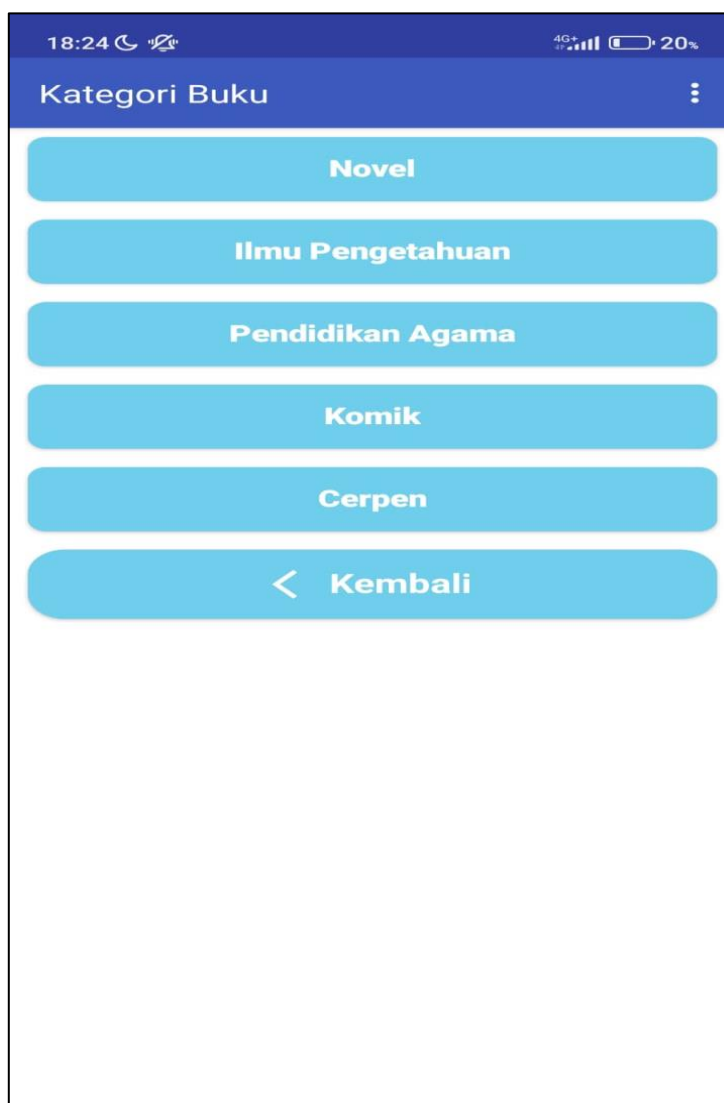 18:24 4G+ 20%
Kategori Buku
Novel
Ilmu Pengetahuan
Pendidikan Agama
Komik
Cerpen
Kembali